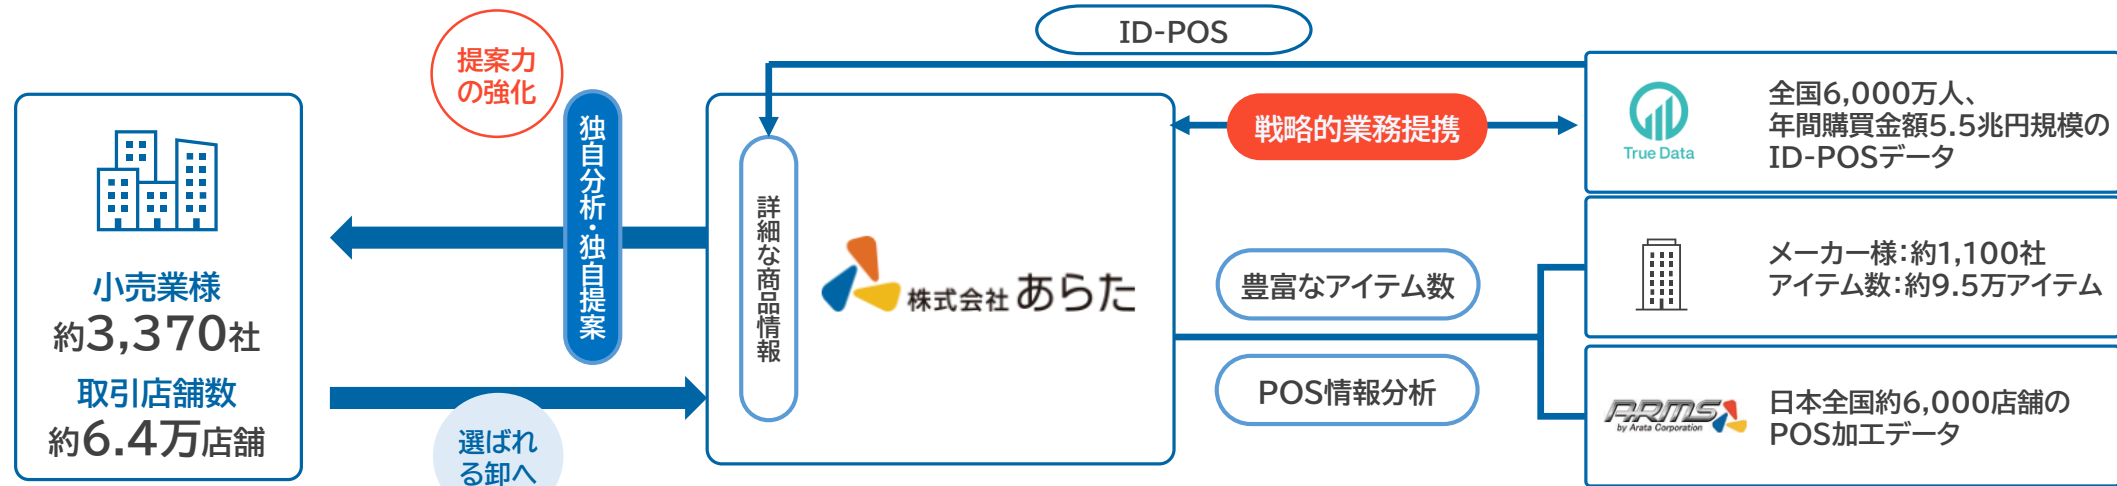 ID-POS
提案力
の強化
小売業様
約3,370社
取引店舗数
約6.4万店舗
独自分析・独自提案
選ばれ
る卸へ
詳細な商品情報
株式会社あらた
戦略的業務提携
豊富なアイテム数
POS情報分析
True Data
全国6,000万人、
年間購買金額5.5兆円規模の
ID-POSデータ
メーカー様：約1,100社
アイテム数：約9.5万アイテム
ARMS
by Arata Corporation
日本全国約6,000店舗の
POS加工データ